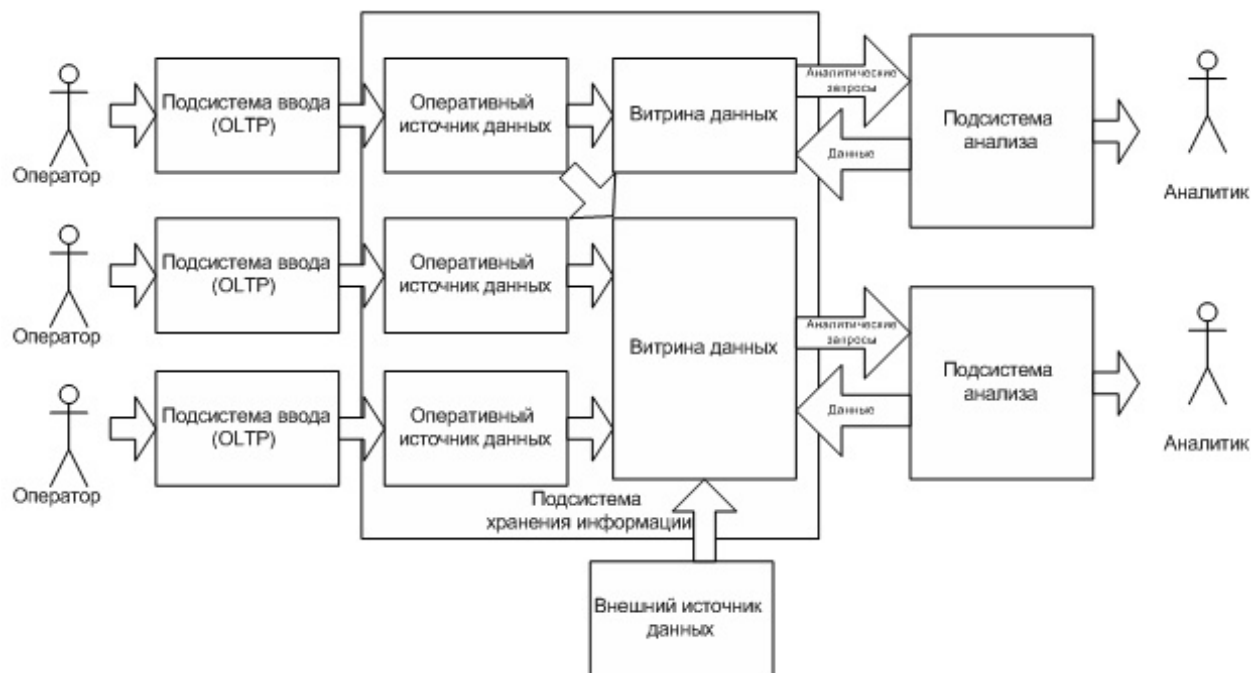 Оператор
Подсистема ввода
(OLTP)
Оперативный
источник данных
Витрина данных
Аналитические
запросы
Данные
Подсистема
анализа
Аналитик
Оператор
Подсистема ввода
(OLTP)
Оперативный
источник данных
Витрина данных
Аналитические
запросы
Данные
Подсистема
анализа
Аналитик
Оператор
Подсистема ввода
(OLTP)
Оперативный
источник данных
Подсистема
хранения информации
Внешний источник
данных